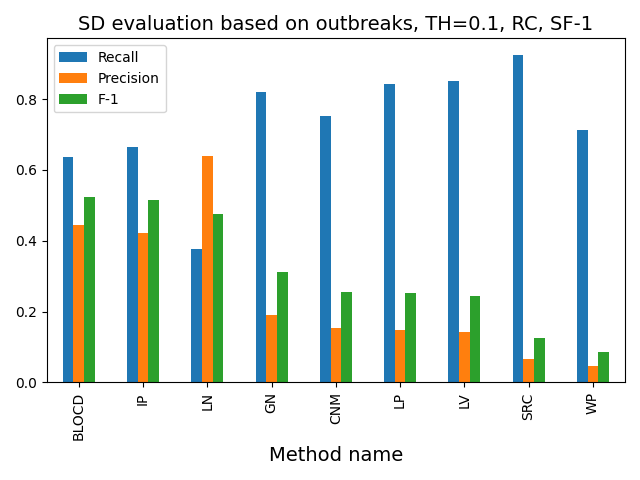 SD evaluation based on outbreaks, TH=0.1, RC, SF-1
Recall
Precision
F-1
0.8
0.6
0.4
0.2
0.0
BLOCD
IP
LN
GN
CNM
LP
LV
SRC
WP
Method name